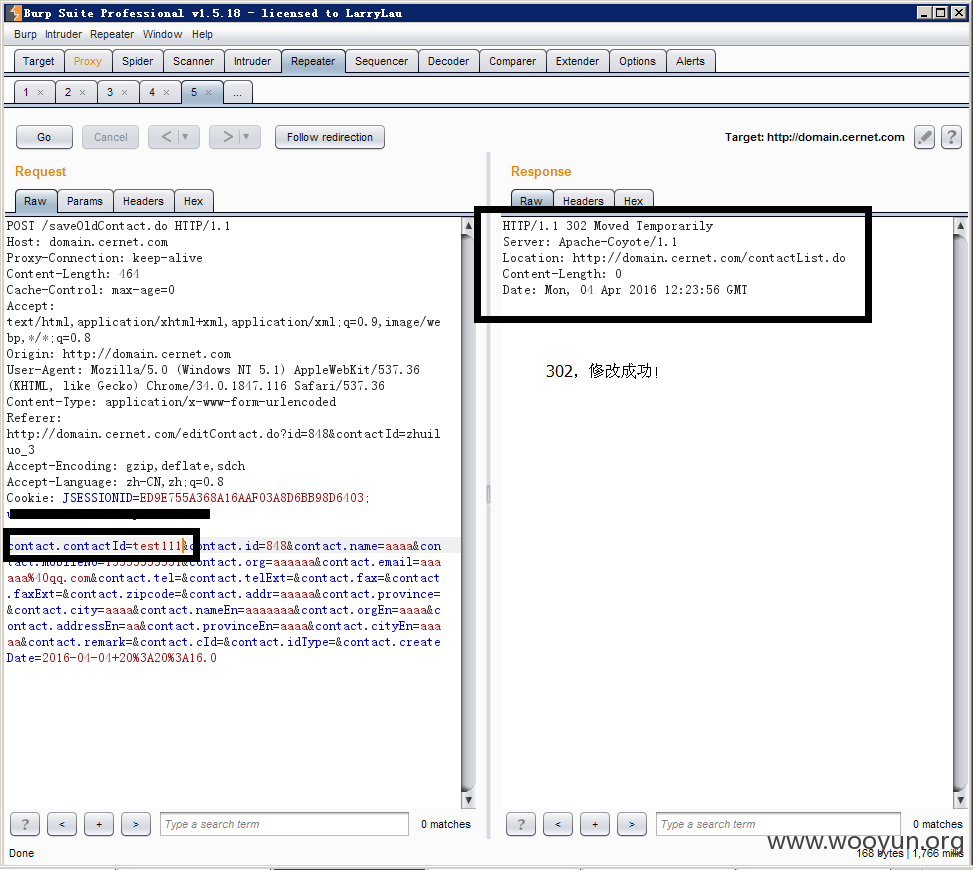 Burp Suite Professional v1.5.18 - licensed to LarryLau
Burp Intruder Repeater Window Help
Target Proxy Spider Scanner Intruder Repeater Sequencer Decoder Comparer Extender Options Alerts
1 × 2 × 3 × 4 × 5 × ...
Go Cancel < > Follow redirection Target: http://domain.cernet.com ?
Request
Raw Params Headers Hex
POST /saveOldContact.do HTTP/1.1
Host: domain.cernet.com
Proxy-Connection: keep-alive
Content-Length: 464
Cache-Control: max-age=0
Accept:
text/html,application/xhtml+xml,application/xml;q=0.9,image/we
bp,*/*;q=0.8
Origin: http://domain.cernet.com
User-Agent: Mozilla/5.0 (Windows NT 5.1) AppleWebKit/537.36
(KHTML, like Gecko) Chrome/34.0.1847.116 Safari/537.36
Content-Type: application/x-www-form-urlencoded
Referer:
http://domain.cernet.com/editContact.do?id=848&contactId=zhuil
uo_3
Accept-Encoding: gzip,deflate,sdch
Accept-Language: zh-CN,zh;q=0.8
Cookie: JSESSIONID=ED9E755A368A16AAF03A8D6BB98D6403;
contact.contactId=test111&contact.id=848&contact.name=aaaa&con
&contact.org=aaaaaa&contact.email=aaa
aaa%40qq.com&contact.tel=&contact.telExt=&contact.fax=&contact
.faxExt=&contact.zipcode=&contact.addr=aaaaa&contact.province=
&contact.city=aaaa&contact.nameEn=aaaaaaa&contact.orgEn=aaaa&c
ontact.addressEn=aa&contact.provinceEn=aaaa&contact.cityEn=aaa
aa&contact.remark=&contact.cId=&contact.idType=&contact.create
Date=2016-04-04+20%3A20%3A16.0
? < + > Type a search term 0 matches
Done
Response
Raw Headers Hex
HTTP/1.1 302 Moved Temporarily
Server: Apache-Coyote/1.1
Location: http://domain.cernet.com/contactList.do
Content-Length: 0
Date: Mon, 04 Apr 2016 12:23:56 GMT
302，修改成功！
? < + > Type a search term 0 matches
www.wooyun.org
168 bytes | 1,766 millis